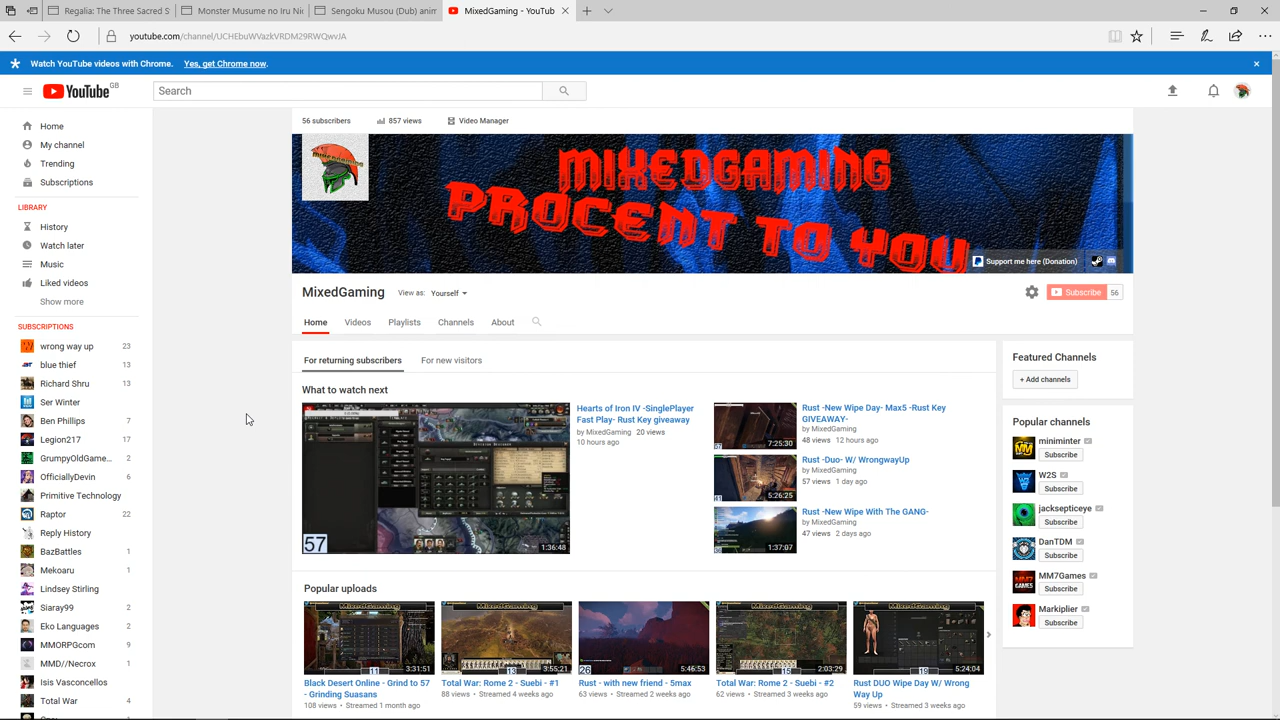 Regalia: The Three Sacred S
Monster Musume no Iru Nic
Sengoku Musou (Dub) anim
MixedGaming - YouTub
youtube.com/channel/UCHEbuWVazkVRDM29RWQwvJA
Watch YouTube videos with Chrome. Yes, get Chrome now.
YouTube GB
Search
Home
My channel
Trending
Subscriptions
LIBRARY
History
Watch later
Music
Liked videos
Show more
SUBSCRIPTIONS
wrong way up 23
blue thief 13
Richard Shru 13
Ser Winter
Ben Phillips
Legion217 17
GrumpyOldGame... 2
OfficiallyDevin 6
Primitive Technology
Raptor 22
Reply History
BazBattles 1
Mekoaru 1
Lindsey Stirling
Siaray99 2
Eko Languages 2
MMORPGcom 9
MMD//Necrox 1
Isis Vasconcellos
Total War 4
56 subscribers
857 views
Video Manager
MIXEDGAMING
MIXEDGAMING
PROCENT TO YOU
Support me here (Donation)
MixedGaming
View as: Yourself
Subscribe 56
Home
Videos
Playlists
Channels
About
For returning subscribers
For new visitors
What to watch next
57
1:36:48
Hearts of Iron IV -SinglePlayer
Fast Play- Rust Key giveaway
by MixedGaming 20 views
10 hours ago
7:25:30
Rust -New Wipe Day- Max5 -Rust Key
GIVEAWAY-
by MixedGaming
48 views 12 hours ago
5:26:25
Rust -Duo- W/ WrongwayUp
by MixedGaming
57 views 1 day ago
1:37:07
Rust -New Wipe With The GANG-
by MixedGaming
47 views 2 days ago
Popular uploads
MixedGaming
11
3:31:51
Black Desert Online - Grind to 57
- Grinding Suasans
108 views • Streamed 1 month ago
MixedGaming
13
3:55:21
Total War: Rome 2 - Suebi - #1
88 views • Streamed 4 weeks ago
5:46:53
Rust - with new friend - 5max
63 views • Streamed 2 weeks ago
MixedGaming
2:03:29
Total War: Rome 2 - Suebi - #2
62 views • Streamed 3 weeks ago
MixedGaming
5:24:04
Rust DUO Wipe Day W/ Wrong
Way Up
59 views • Streamed 3 weeks ago
Featured Channels
+ Add channels
Popular channels
miniminter
Subscribe
W2S
Subscribe
jacksepticeye
Subscribe
DanTDM
Subscribe
MM7Games
Subscribe
Markiplier
Subscribe